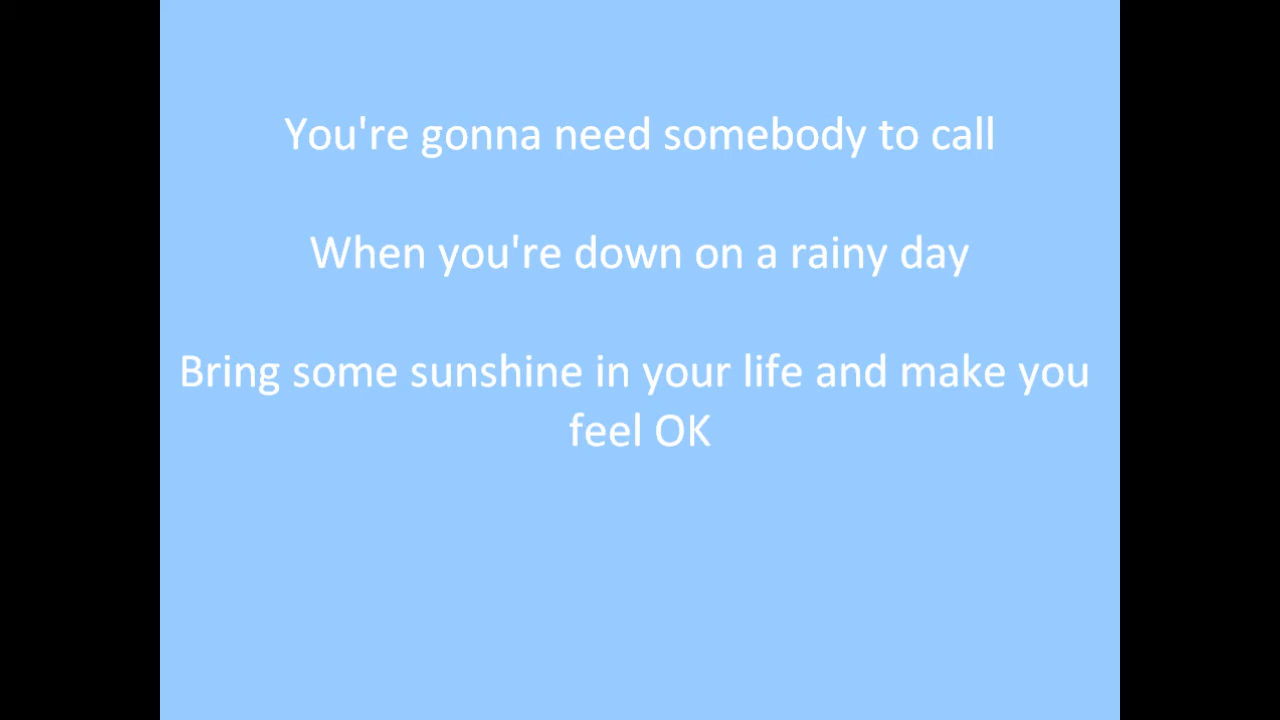 You're gonna need somebody to call
When you're down on a rainy day
Bring some sunshine in your life and make you
feel OK